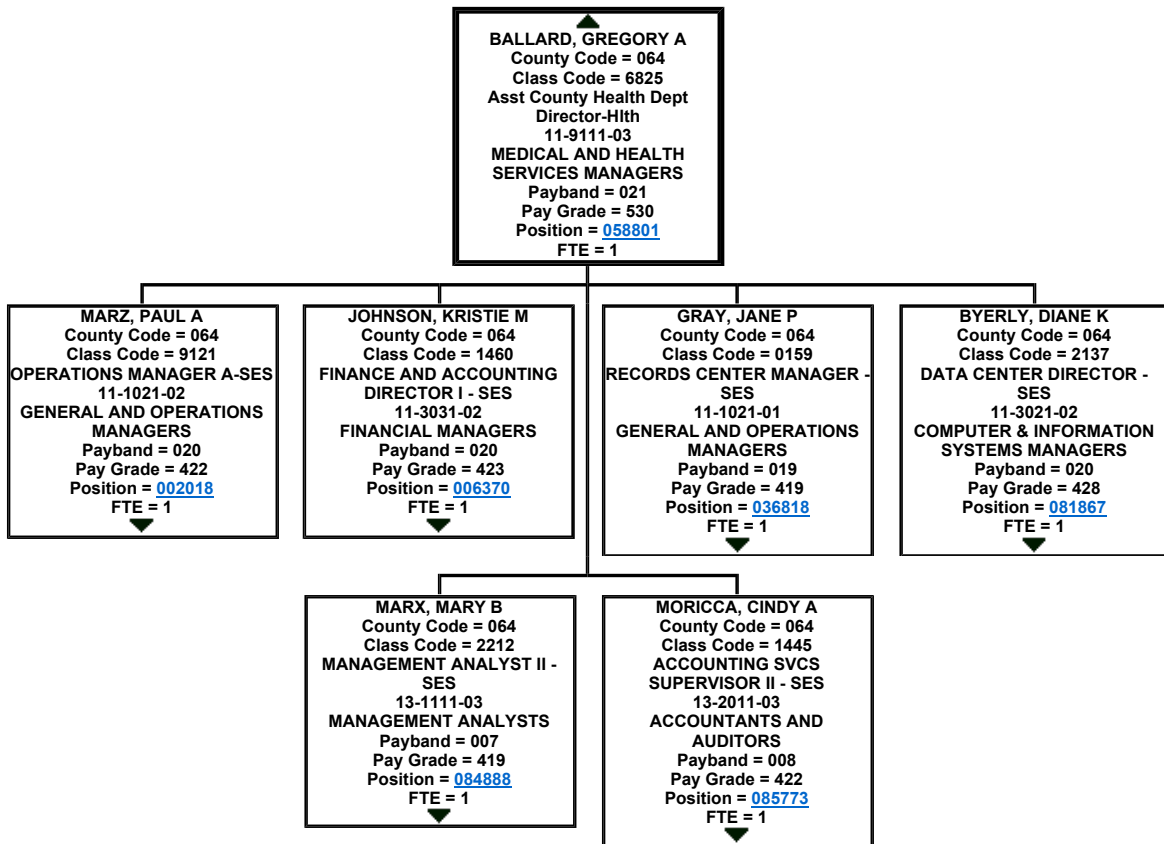 BALLARD, GREGORY A
County Code = 064
Class Code = 6825
Asst County Health Dept
Director-Hlth
11-9111-03
MEDICAL AND HEALTH
SERVICES MANAGERS
Payband = 021
Pay Grade = 530
Position = 058801
FTE = 1
MARZ, PAUL A
County Code = 064
Class Code = 9121
OPERATIONS MANAGER A-SES
11-1021-02
GENERAL AND OPERATIONS
MANAGERS
Payband = 020
Pay Grade = 422
Position = 002018
FTE = 1
JOHNSON, KRISTIE M
County Code = 064
Class Code = 1460
FINANCE AND ACCOUNTING
DIRECTOR I - SES
11-3031-02
FINANCIAL MANAGERS
Payband = 020
Pay Grade = 423
Position = 006370
FTE = 1
GRAY, JANE P
County Code = 064
Class Code = 0159
RECORDS CENTER MANAGER -
SES
11-1021-01
GENERAL AND OPERATIONS
MANAGERS
Payband = 019
Pay Grade = 419
Position = 036818
FTE = 1
BYERLY, DIANE K
County Code = 064
Class Code = 2137
DATA CENTER DIRECTOR -
SES
11-3021-02
COMPUTER & INFORMATION
SYSTEMS MANAGERS
Payband = 020
Pay Grade = 428
Position = 081867
FTE = 1
MARX, MARY B
County Code = 064
Class Code = 2212
MANAGEMENT ANALYST II -
SES
13-1111-03
MANAGEMENT ANALYSTS
Payband = 007
Pay Grade = 419
Position = 084888
FTE = 1
MORICCA, CINDY A
County Code = 064
Class Code = 1445
ACCOUNTING SVCS
SUPERVISOR II - SES
13-2011-03
ACCOUNTANTS AND
AUDITORS
Payband = 008
Pay Grade = 422
Position = 085773
FTE = 1